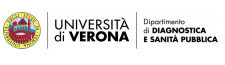 UNIVERSITÀ
di VERONA
Dipartimento
di DIAGNOSTICA
E SANITÀ PUBBLICA